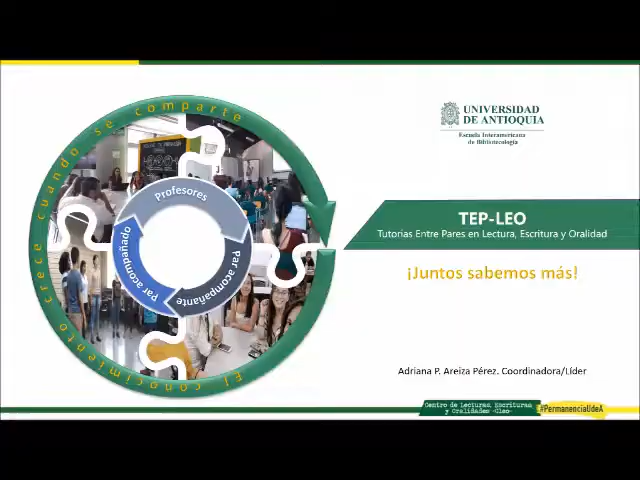 UNIVERSIDAD
DE ANTIOQUIA
Escuela Interamericana
de Bibliotecología
El conocimiento crece cuando se comparte
Profesores
Par acompañado
Par acompañante
TEP-LEO
Tutorias Entre Pares en Lectura, Escritura y Oralidad
¡Juntos sabemos más!
Adriana P. Areiza Pérez. Coordinadora/Líder
Centro de Lecturas, Escrituras
y Oralidades -Cleo-
#PermanenciaUdeA